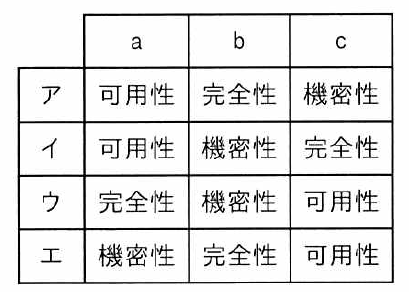 a b c
ア 可用性 完全性 機密性
イ 可用性 機密性 完全性
ウ 完全性 機密性 可用性
エ 機密性 完全性 可用性